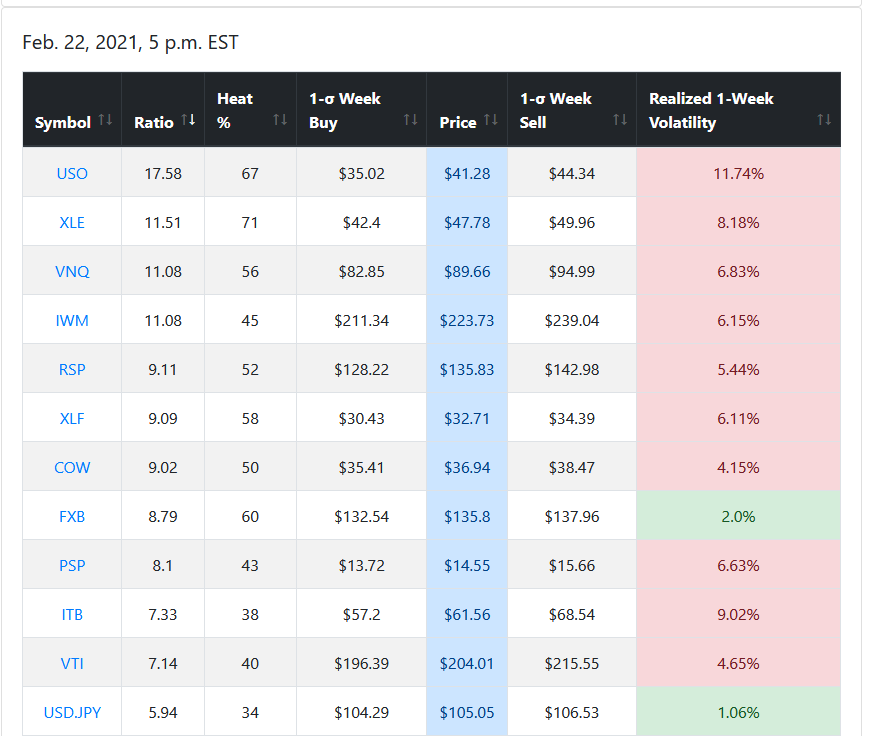 Feb. 22, 2021, 5 p.m. EST
Symbol Ratio Heat % 1-σ Week Buy Price 1-σ Week Sell Realized 1-Week Volatility
USO 17.58 67 $35.02 $41.28 $44.34 11.74%
XLE 11.51 71 $42.4 $47.78 $49.96 8.18%
VNQ 11.08 56 $82.85 $89.66 $94.99 6.83%
IWM 11.08 45 $211.34 $223.73 $239.04 6.15%
RSP 9.11 52 $128.22 $135.83 $142.98 5.44%
XLF 9.09 58 $30.43 $32.71 $34.39 6.11%
COW 9.02 50 $35.41 $36.94 $38.47 4.15%
FXB 8.79 60 $132.54 $135.8 $137.96 2.0%
PSP 8.1 43 $13.72 $14.55 $15.66 6.63%
ITB 7.33 38 $57.2 $61.56 $68.54 9.02%
VTI 7.14 40 $196.39 $204.01 $215.55 4.65%
USD.JPY 5.94 34 $104.29 $105.05 $106.53 1.06%